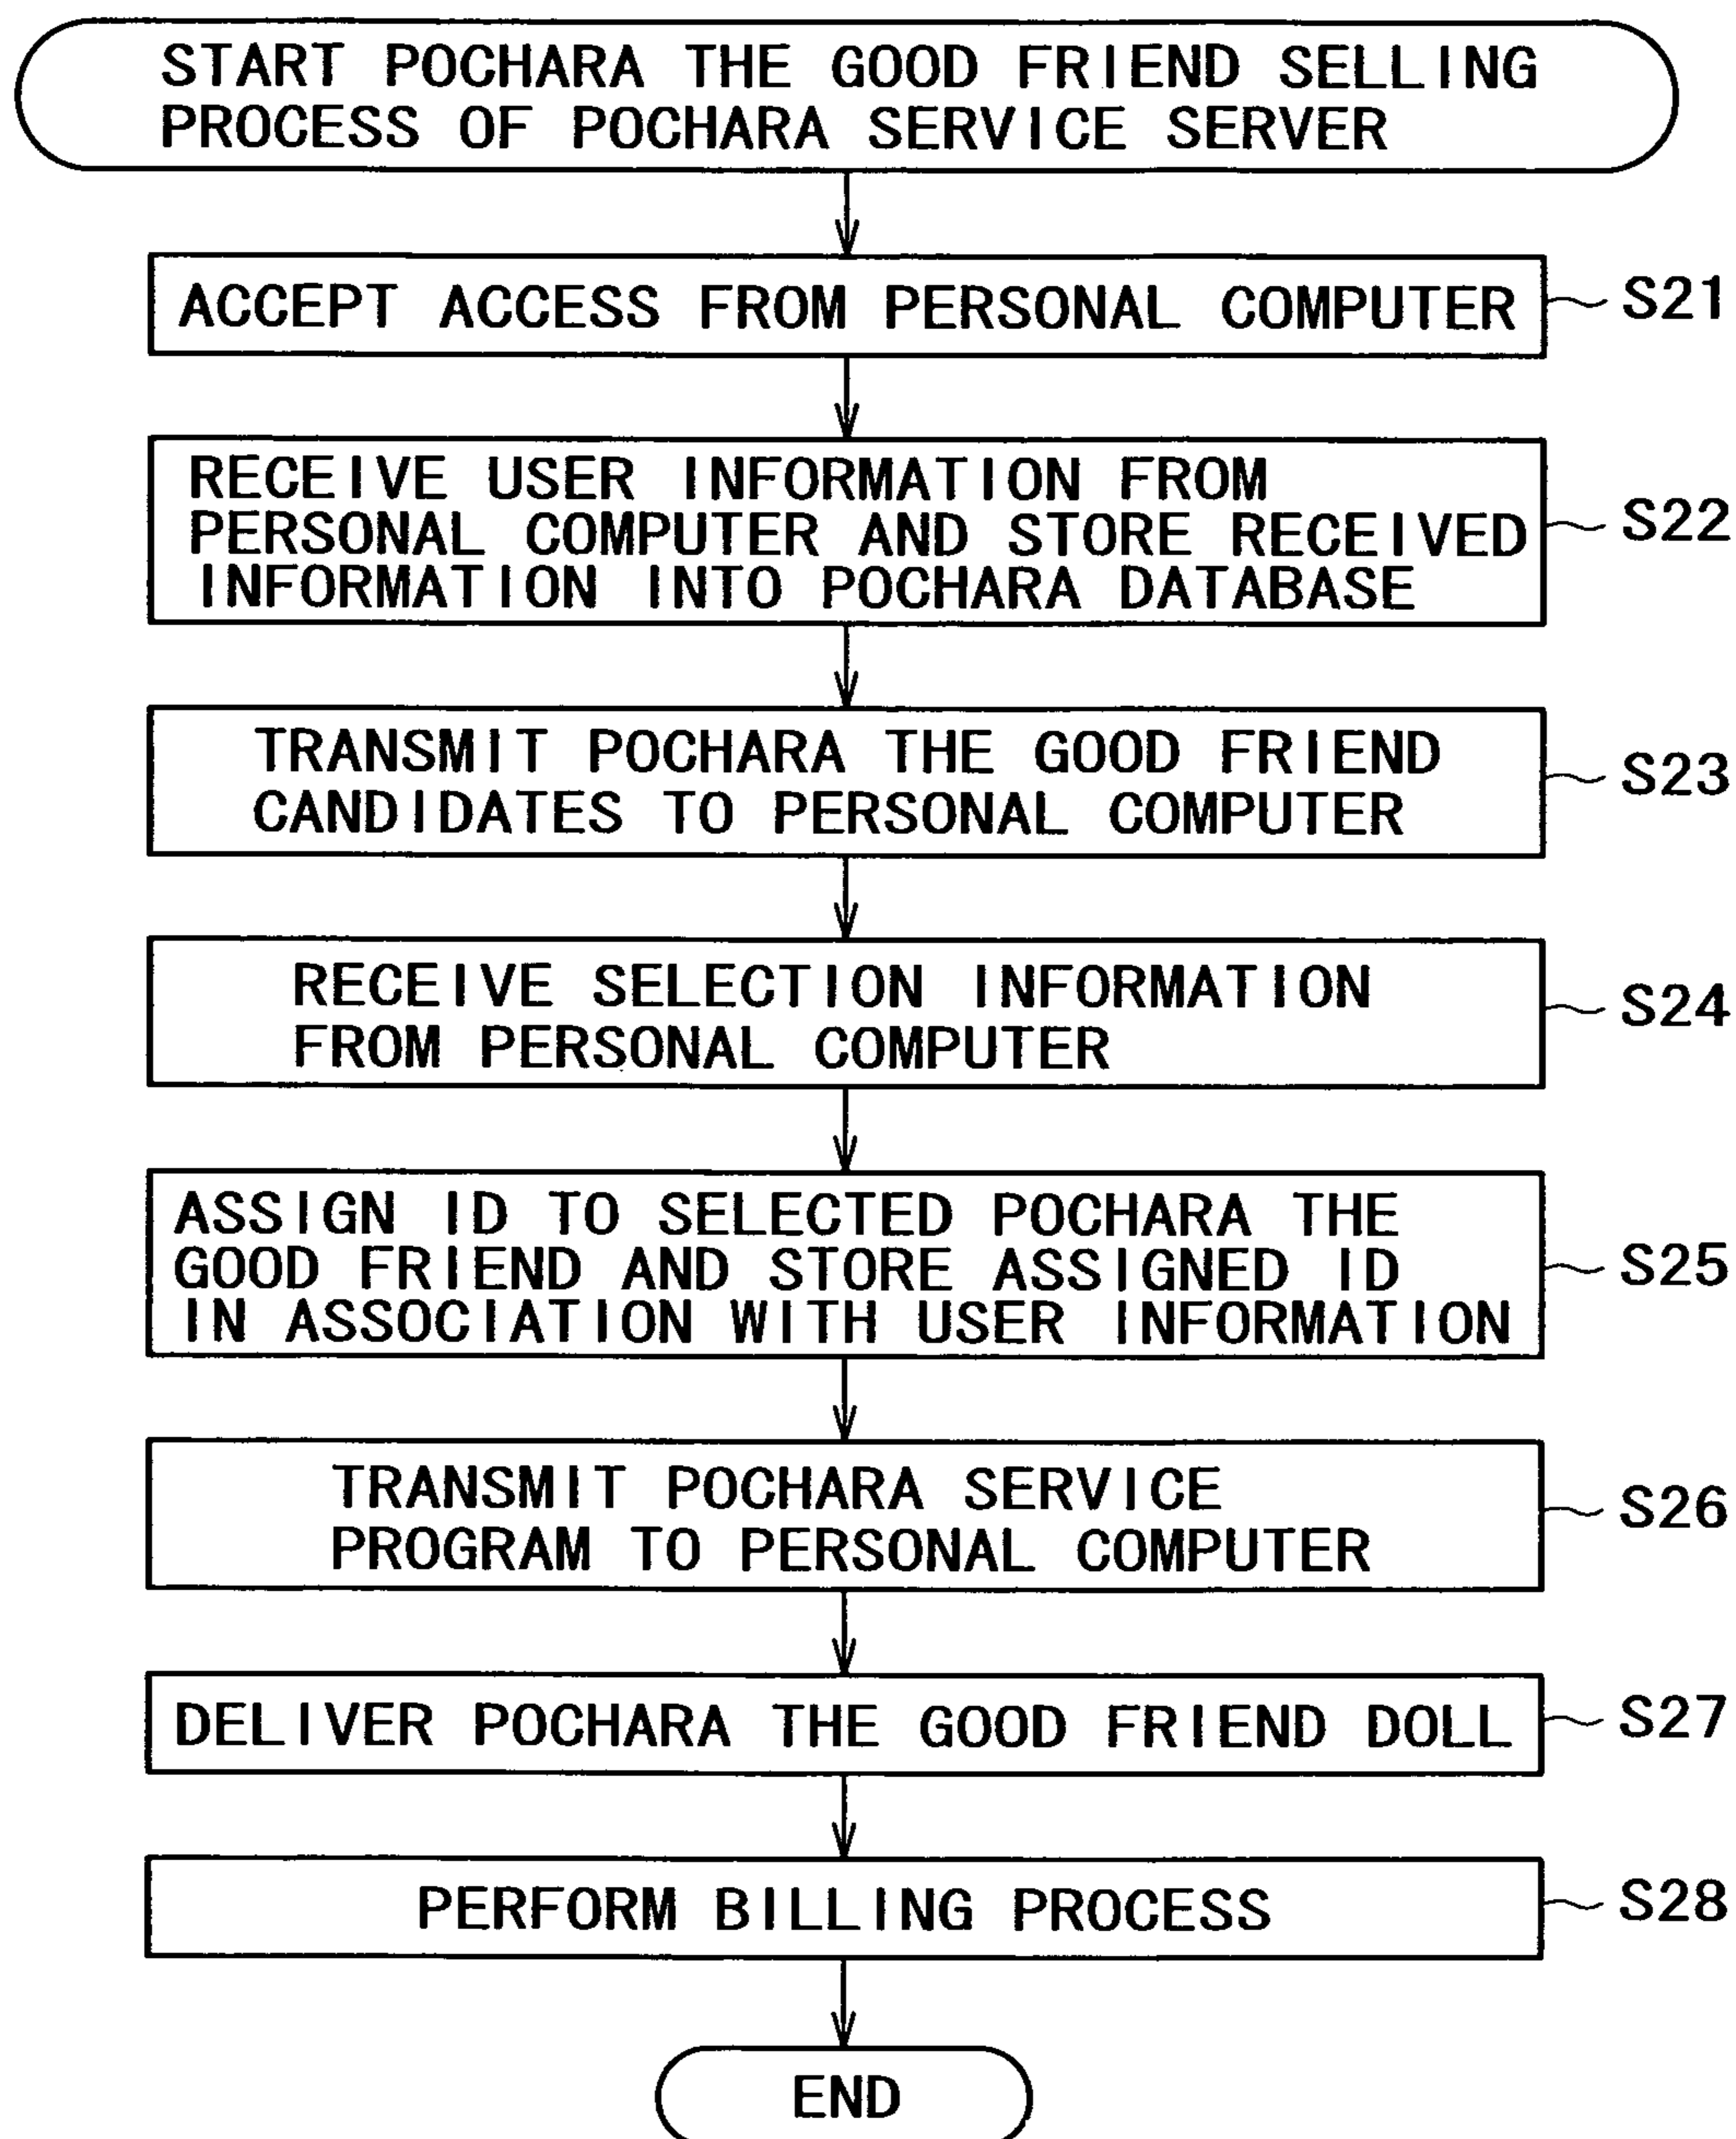 START POCHARA THE GOOD FRIEND SELLING
PROCESS OF POCHARA SERVICE SERVER
ACCEPT ACCESS FROM PERSONAL COMPUTER
S21
RECEIVE USER INFORMATION FROM
PERSONAL COMPUTER AND STORE RECEIVED
INFORMATION INTO POCHARA DATABASE
S22
TRANSMIT POCHARA THE GOOD FRIEND
CANDIDATES TO PERSONAL COMPUTER
S23
RECEIVE SELECTION INFORMATION
FROM PERSONAL COMPUTER
S24
ASSIGN ID TO SELECTED POCHARA THE
GOOD FRIEND AND STORE ASSIGNED ID
IN ASSOCIATION WITH USER INFORMATION
S25
TRANSMIT POCHARA SERVICE
PROGRAM TO PERSONAL COMPUTER
S26
DELIVER POCHARA THE GOOD FRIEND DOLL
S27
PERFORM BILLING PROCESS
S28
END